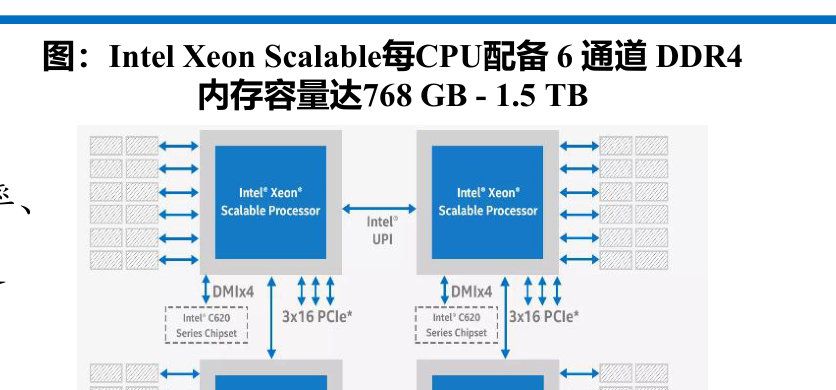 图：Intel Xeon Scalable每CPU配备 6 通道 DDR4
内存容量达768 GB - 1.5 TB
Intel® Xeon®
Scalable Processor
Intel® Xeon®
Scalable Processor
Intel®
UPI
、
DMIx4
DMIx4
Intel® C620
Series Chipset
3x16 PCIe*
Intel® C620
Series Chipset
3x16 PCIe*